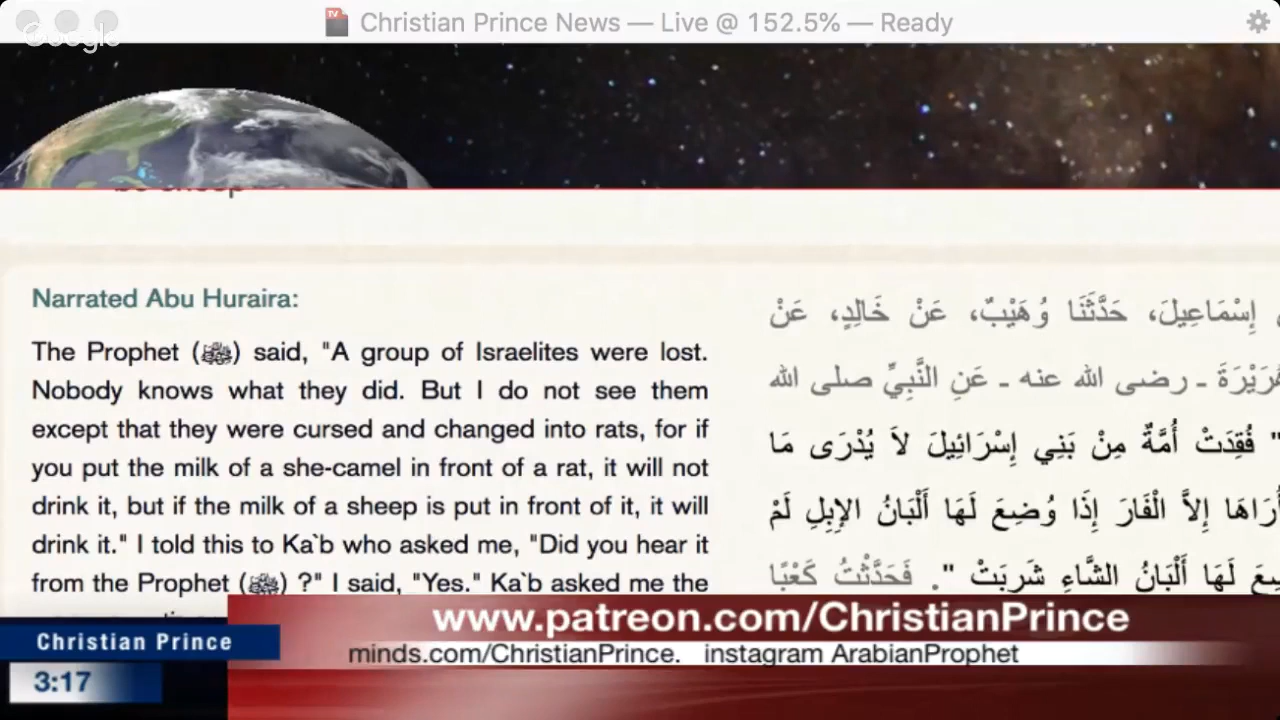 Christian Prince News — Live @ 152.5% — Ready
Google
be sheep
Narrated Abu Huraira:
The Prophet (ﷺ) said, "A group of Israelites were lost.
Nobody knows what they did. But I do not see them
except that they were cursed and changed into rats, for if
you put the milk of a she-camel in front of a rat, it will not
drink it, but if the milk of a sheep is put in front of it, it will
drink it." I told this to Ka`b who asked me, "Did you hear it
from the Prophet (ﷺ) ?" I said, "Yes." Ka`b asked me the
إِسْمَاعِيلَ، حَدَّثَنَا وُهَيْبٌ، عَنْ خَالِدٍ، عَنْ
هُرَيْرَةَ ـ رضى الله عنه ـ عَنِ النَّبِيِّ صلى الله
" فُقِدَتْ أُمَّةٌ مِنْ بَنِي إِسْرَائِيلَ لاَ يُدْرَى مَا
أُرَاهَا إِلاَّ الْفَارَ إِذَا وُضِعَ لَهَا أَلْبَانُ الإِبِلِ لَمْ
وُضِعَ لَهَا أَلْبَانُ الشَّاءِ شَرِبَتْ ‏"‏‏.‏ فَحَدَّثْتُ كَعْبًا
www.patreon.com/ChristianPrince
Christian Prince
minds.com/ChristianPrince. instagram ArabianProphet
3:17